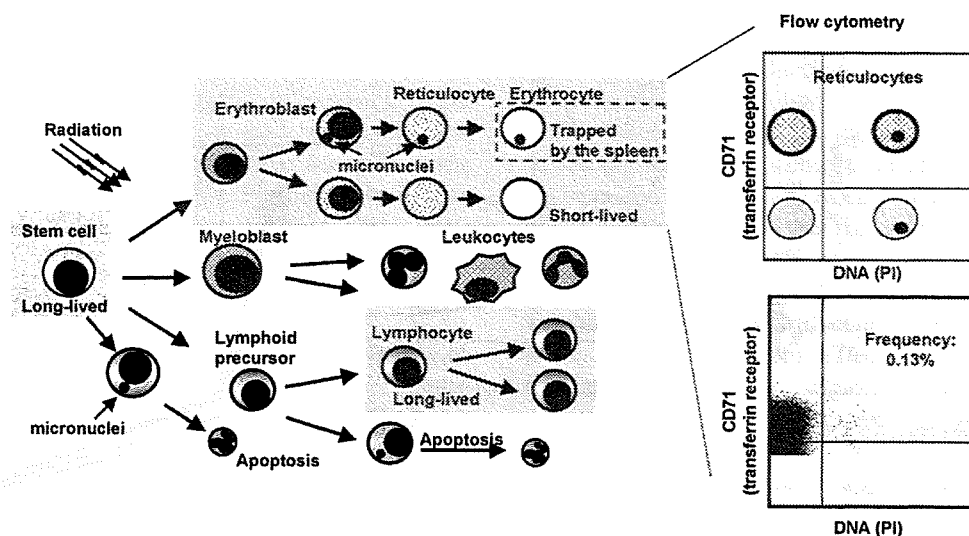 Flow cytometry
Radiation
Erythroblast
Reticulocyte
Erythrocyte
micronuclei
Trapped
by the spleen
Short-lived
Stem cell
Long-lived
Myeloblast
Leukocytes
Lymphoid
precursor
Lymphocyte
Long-lived
micronuclei
Apoptosis
Apoptosis
CD71
(transferrin receptor)
Reticulocytes
DNA (PI)
CD71
(transferrin receptor)
Frequency:
0.13%
DNA (PI)